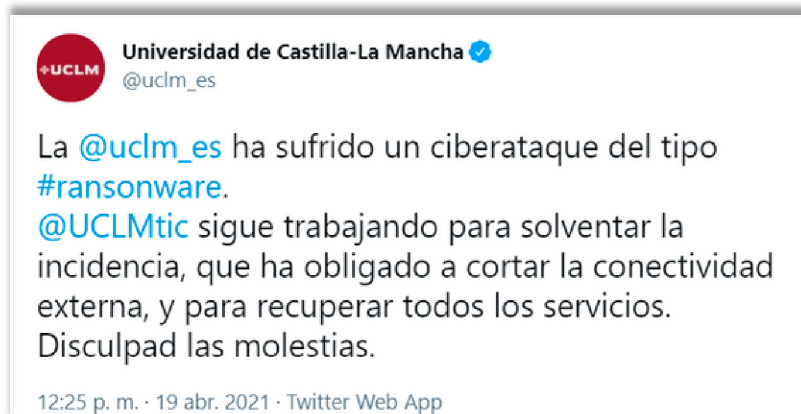 +UCLM
Universidad de Castilla-La Mancha
@uclm_es
La @uclm_es ha sufrido un ciberataque del tipo
#ransonware.
@UCLMtic sigue trabajando para solventar la
incidencia, que ha obligado a cortar la conectividad
externa, y para recuperar todos los servicios.
Disculpad las molestias.
12:25 p. m. · 19 abr. 2021 · Twitter Web App